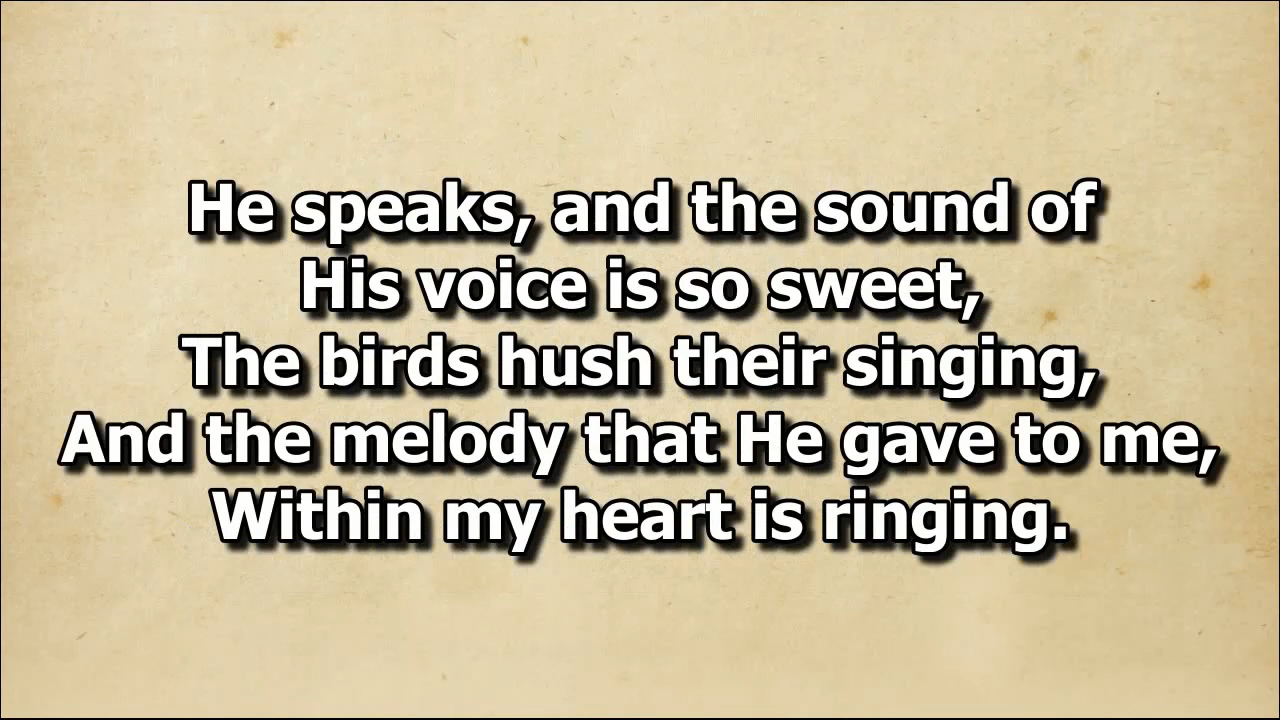 He speaks, and the sound of
His voice is so sweet,
The birds hush their singing,
And the melody that He gave to me,
Within my heart is ringing.